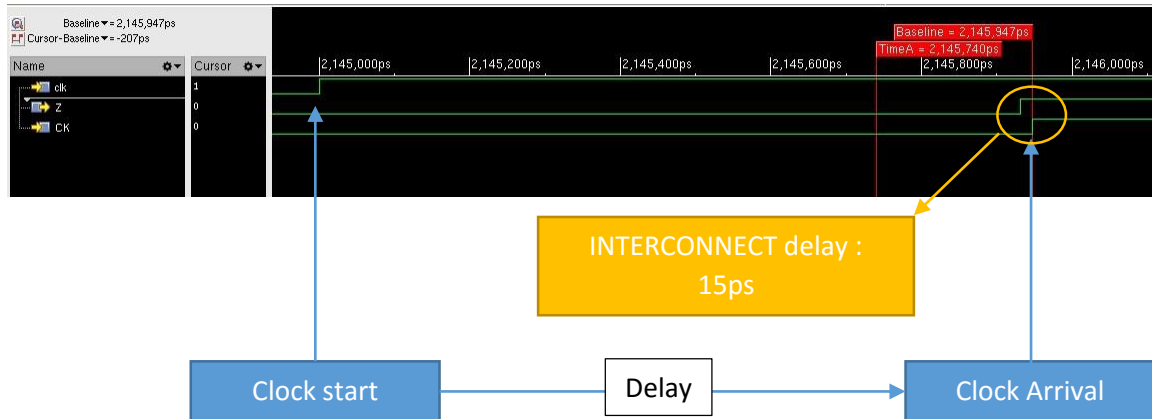 Baseline▼= 2,145,947ps
Cursor-Baseline▼= -207ps
Baseline = 2,145,947ps
TimeA = 2,145,740ps
Name
Cursor
2,145,000ps
2,145,200ps
2,145,400ps
2,145,600ps
2,145,800ps
2,146,000ps
clk
1
Z
0
CK
0
INTERCONNECT delay :
15ps
Clock start
Delay
Clock Arrival